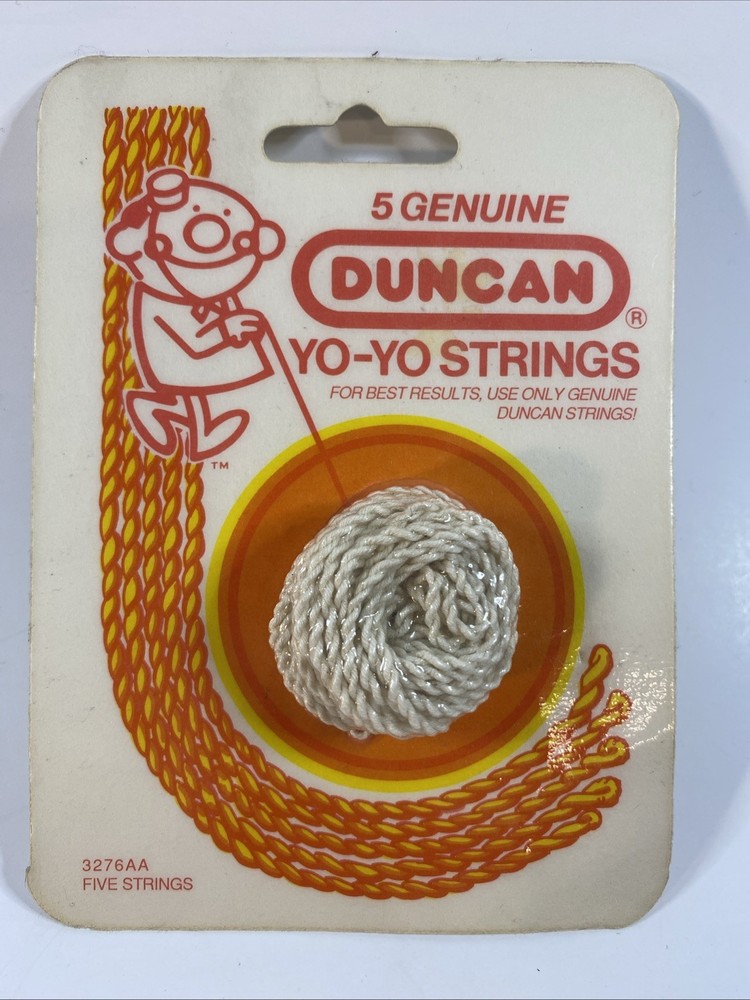 5 GENUINE
DUNCAN®
YO-YO STRINGS
FOR BEST RESULTS, USE ONLY GENUINE
DUNCAN STRINGS!
TM
3276AA
FIVE STRINGS